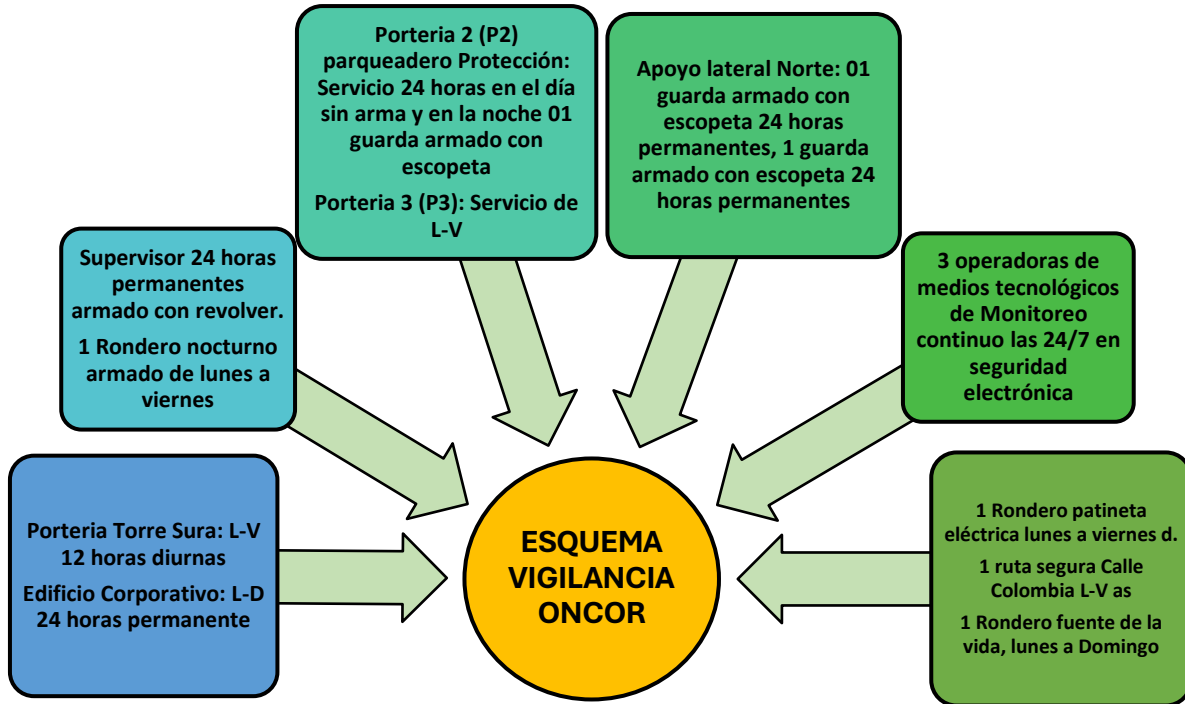 Porteria 2 (P2)
parqueadero Protección:
Servicio 24 horas en el día
sin arma y en la noche 01
guarda armado con
escopeta
Porteria 3 (P3): Servicio de
L-V
Apoyo lateral Norte: 01
guarda armado con
escopeta 24 horas
permanentes, 1 guarda
armado con escopeta 24
horas permanentes
Supervisor 24 horas
permanentes
armado con revolver.
1 Rondero nocturno
armado de lunes a
viernes
3 operadoras de
medios tecnológicos
de Monitoreo
continuo las 24/7 en
seguridad
electrónica
Porteria Torre Sura: L-V
12 horas diurnas
Edificio Corporativo: L-D
24 horas permanente
ESQUEMA
VIGILANCIA
ONCOR
1 Rondero patineta
eléctrica lunes a viernes d.
1 ruta segura Calle
Colombia L-V as
1 Rondero fuente de la
vida, lunes a Domingo